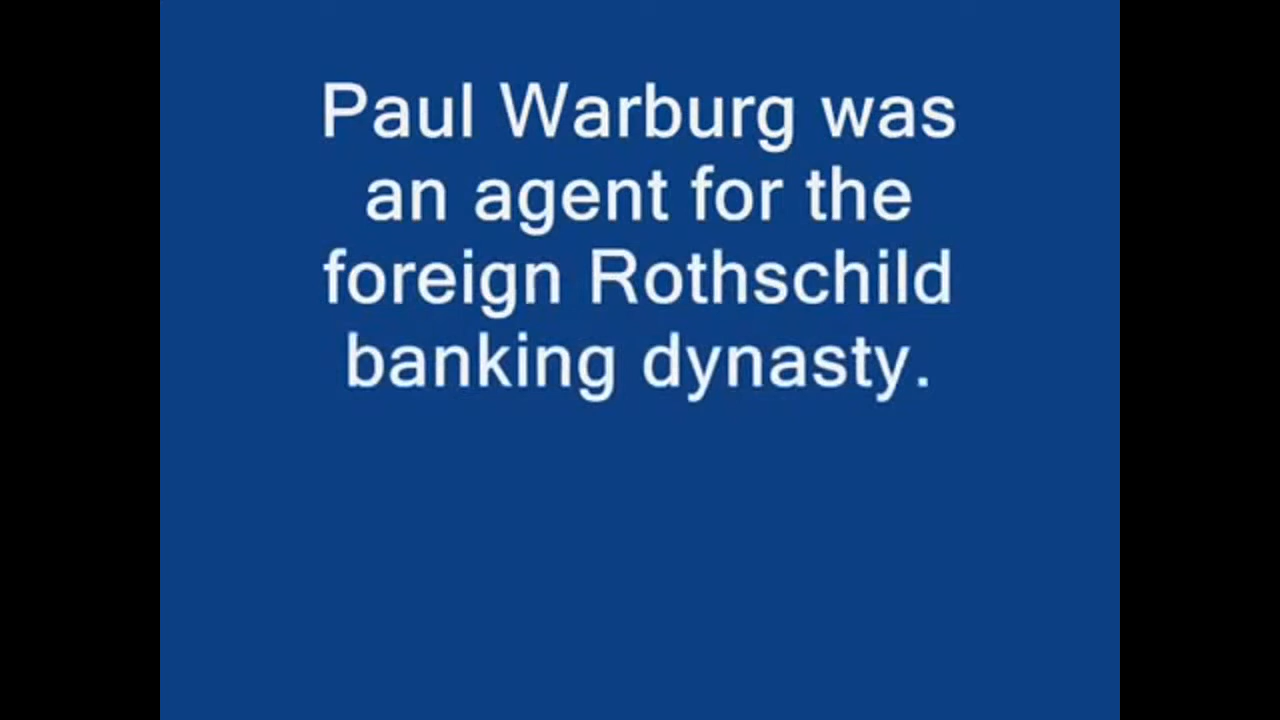 Paul Warburg was
an agent for the
foreign Rothschild
banking dynasty.